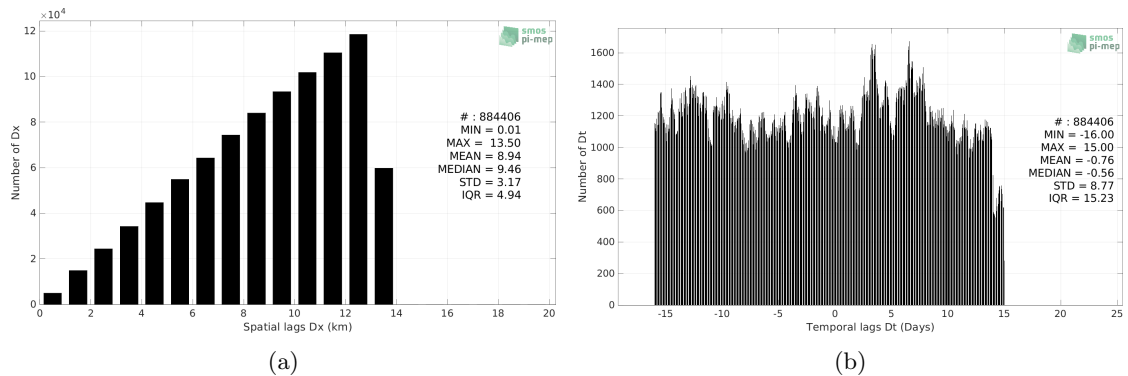 ×10⁴
12
10
8
6
4
2
0
0
2
4
6
8
10
12
14
16
18
20
Number of Dx
Spatial lags Dx (km)
smos
pi-mep
# : 884406
MIN = 0.01
MAX = 13.50
MEAN = 8.94
MEDIAN = 9.46
STD = 3.17
IQR = 4.94
(a)
1600
1400
1200
1000
800
600
400
200
0
-15
-10
-5
0
5
10
15
20
25
Number of Dt
Temporal lags Dt (Days)
smos
pi-mep
# : 884406
MIN = -16.00
MAX = 15.00
MEAN = -0.76
MEDIAN = -0.56
STD = 8.77
IQR = 15.23
(b)